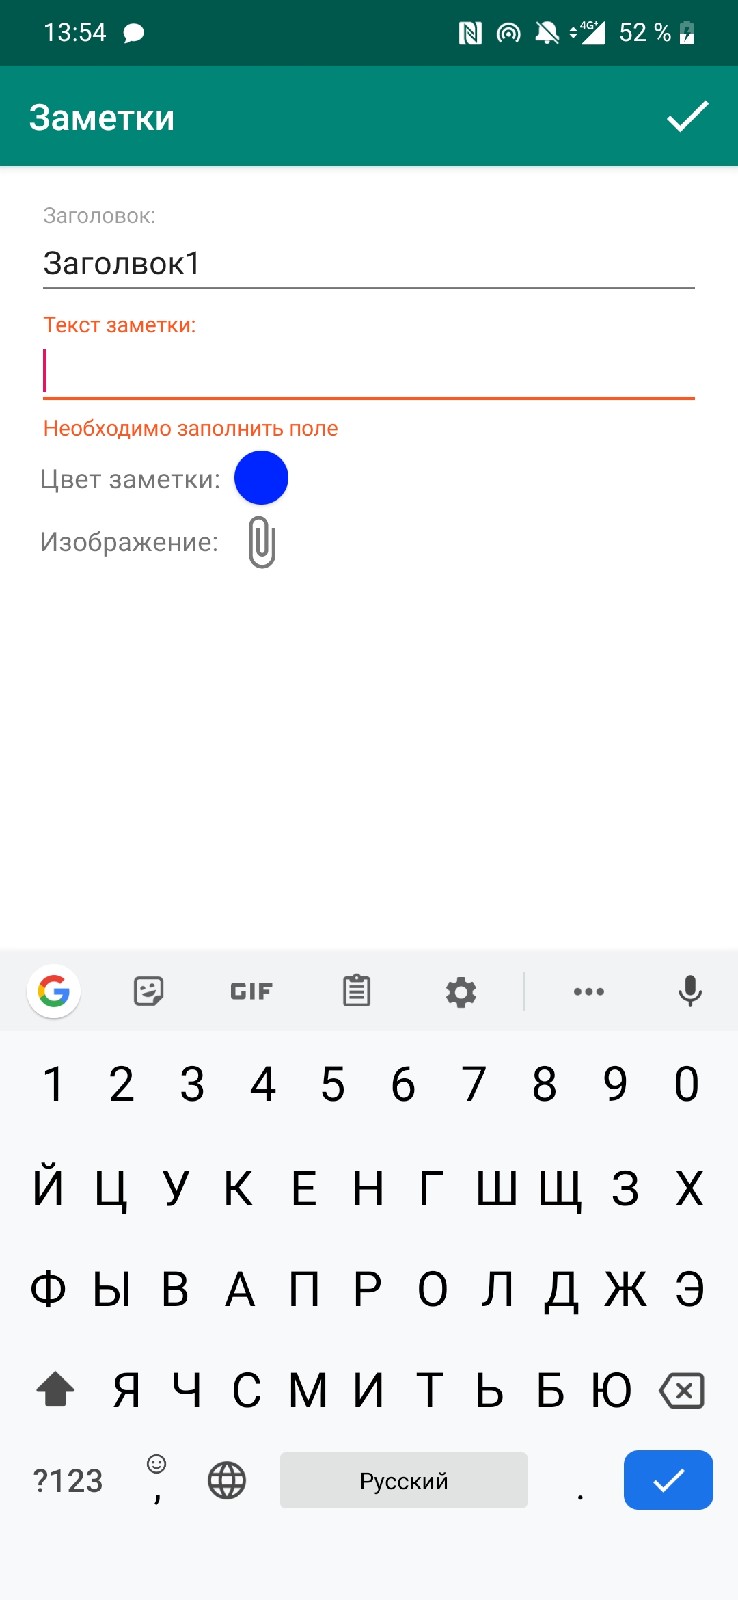 13:54 4G+ 52 %
Заметки
Заголовок:
Заголвок1
Текст заметки:
Необходимо заполнить поле
Цвет заметки:
Изображение:
G GIF
1 2 3 4 5 6 7 8 9 0
Й Ц У К Е Н Г Ш Щ З Х
Ф Ы В А П Р О Л Д Ж Э
Я Ч С М И Т Ь Б Ю
?123 , Русский .